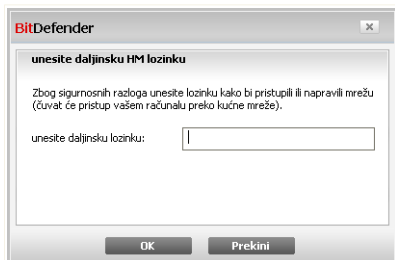 BitDefender
unesite daljinsku HM lozinku
Zbog sigurnosnih razloga unesite lozinku kako bi pristupili ili napravili mrežu
(čuvat će pristup vašem računalu preko kućne mreže).
unesite daljinsku lozinku:
OK Prekini